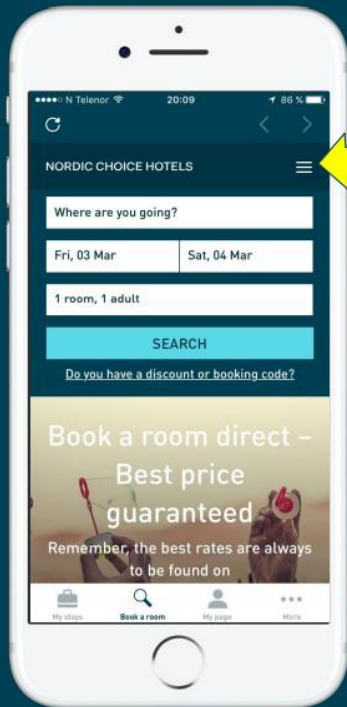 N Telenor 20:09 86 %
NORDIC CHOICE HOTELS
Where are you going?
Fri, 03 Mar Sat, 04 Mar
1 room, 1 adult
SEARCH
Do you have a discount or booking code?
Book a room direct –
Best price
guaranteed
Remember, the best rates are always
to be found on
My stays Book a room My page More